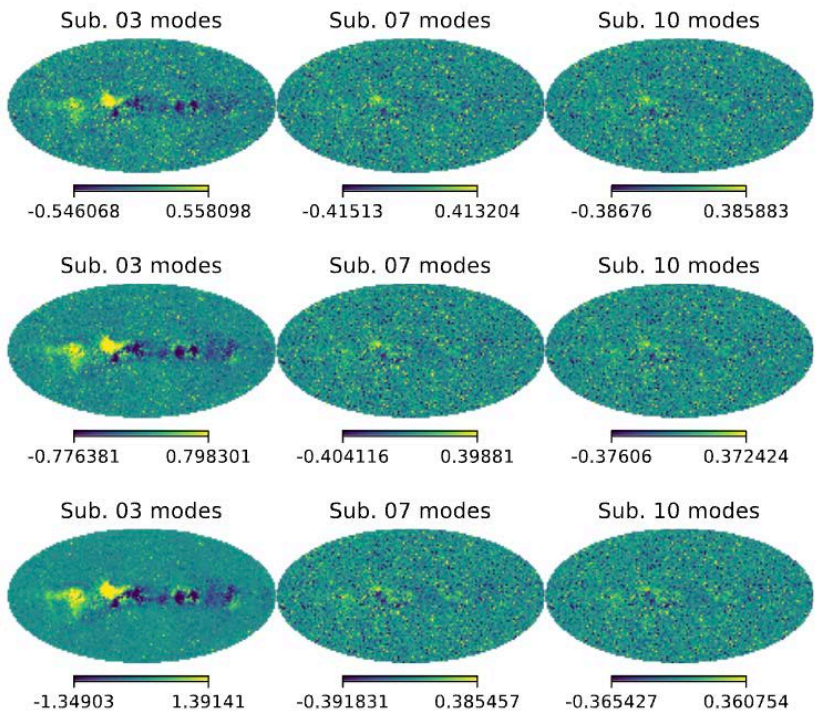 Sub. 03 modes Sub. 07 modes Sub. 10 modes
-0.546068 0.558098 -0.41513 0.413204 -0.38676 0.385883
Sub. 03 modes Sub. 07 modes Sub. 10 modes
-0.776381 0.798301 -0.404116 0.39881 -0.37606 0.372424
Sub. 03 modes Sub. 07 modes Sub. 10 modes
-1.34903 1.39141 -0.391831 0.385457 -0.365427 0.360754